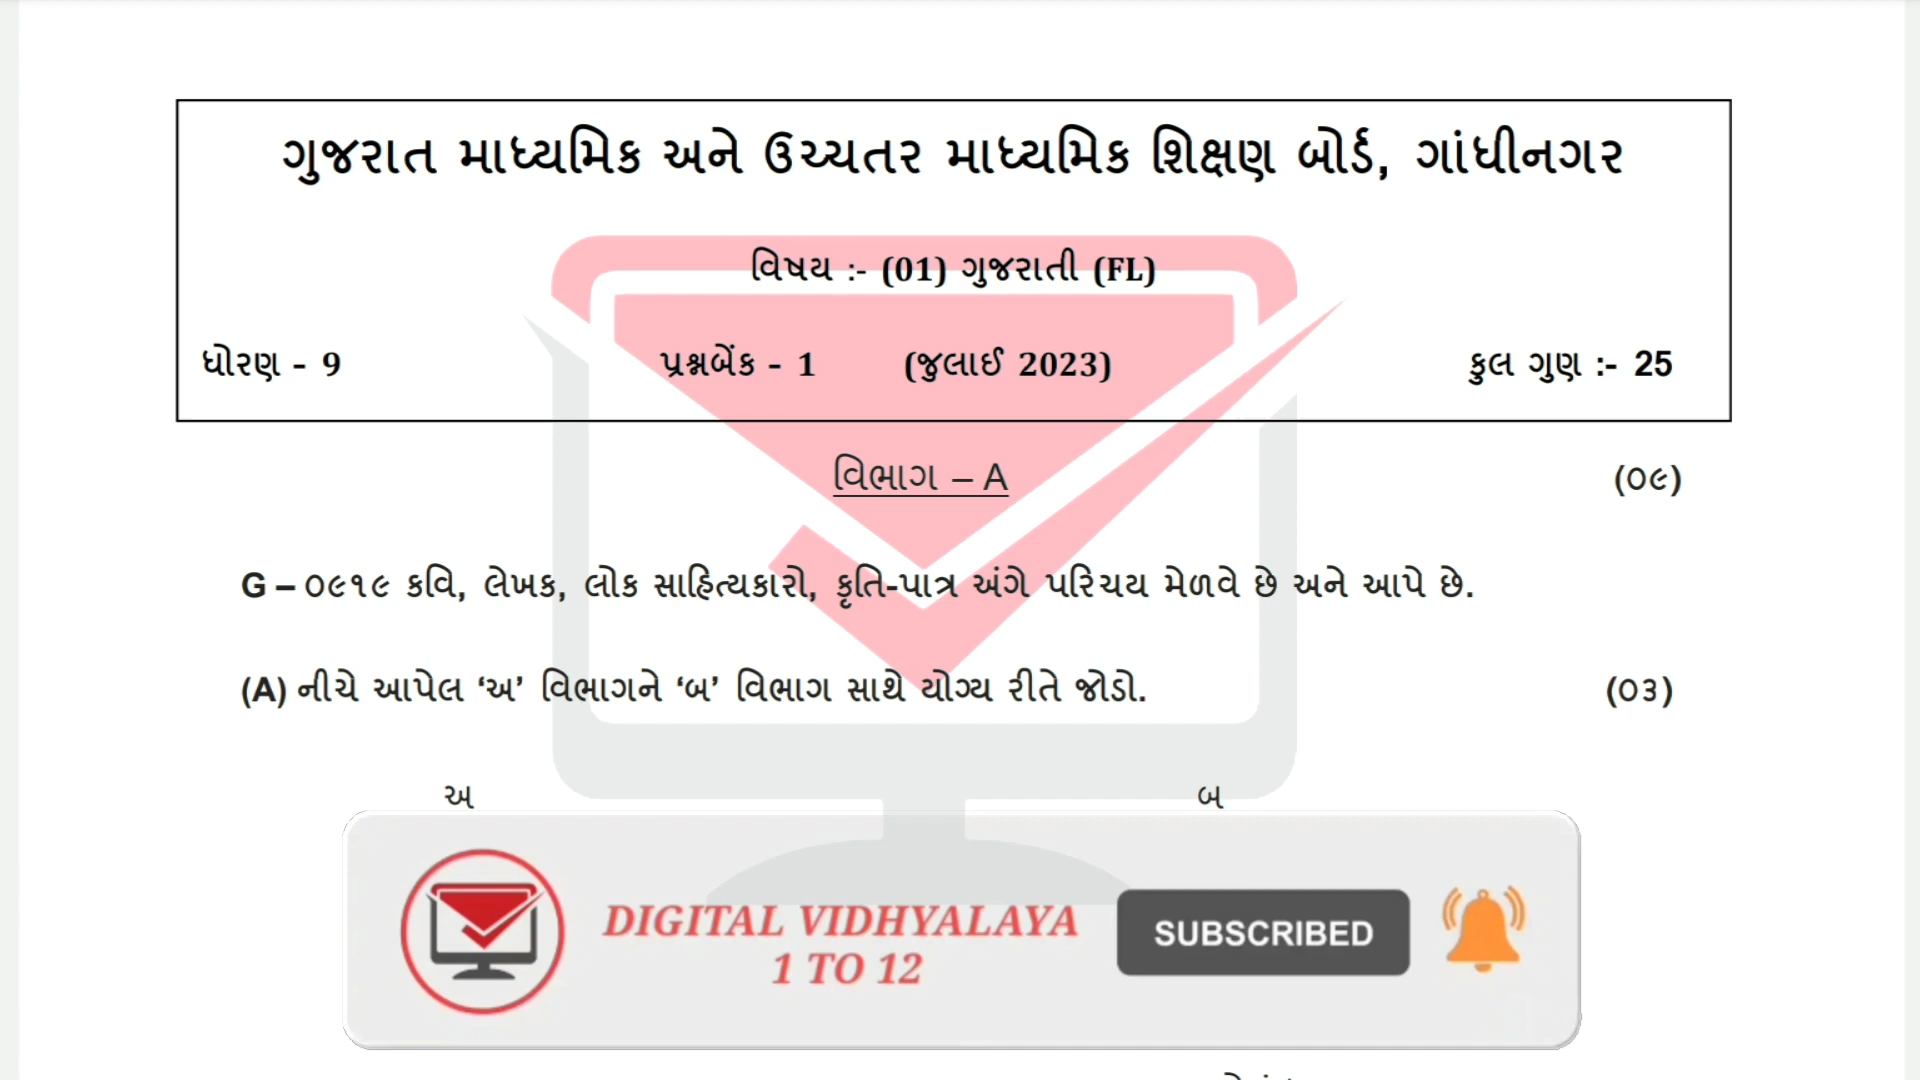 ગુજરાત માધ્યમિક અને ઉચ્ચતર માધ્યમિક શિક્ષણ બોર્ડ, ગાંધીનગર
વિષય :- (01) ગુજરાતી (FL)
ધોરણ - 9 પ્રશ્નબેંક - 1 (જુલાઈ 2023) કુલ ગુણ :- 25
વિભાગ – A (૦૯)
G – ૦૯૧૯ કવિ, લેખક, લોક સાહિત્યકારો, કૃતિ-પાત્ર અંગે પરિચય મેળવે છે અને આપે છે.
(A) નીચે આપેલ ‘અ’ વિભાગને ‘બ’ વિભાગ સાથે યોગ્ય રીતે જોડો. (૦૩)
અ બ
DIGITAL VIDHYALAYA
1 TO 12
SUBSCRIBED